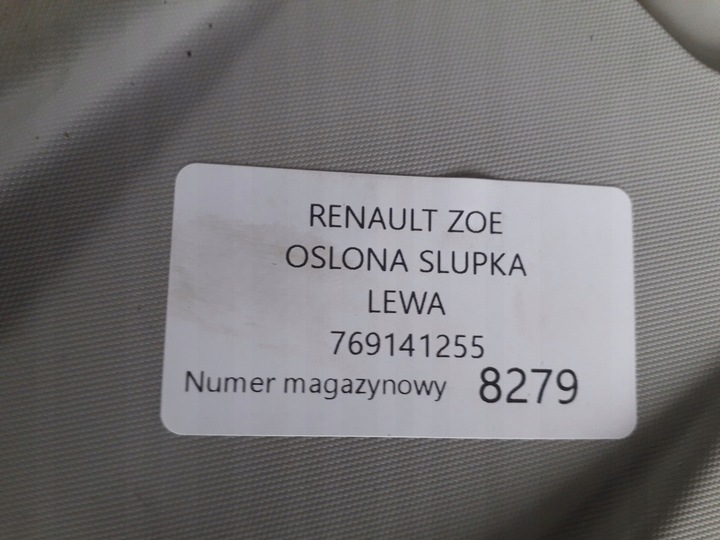 RENAULT ZOE
OSLONA SLUPKA
LEWA
769141255
Numer magazynowy 8279